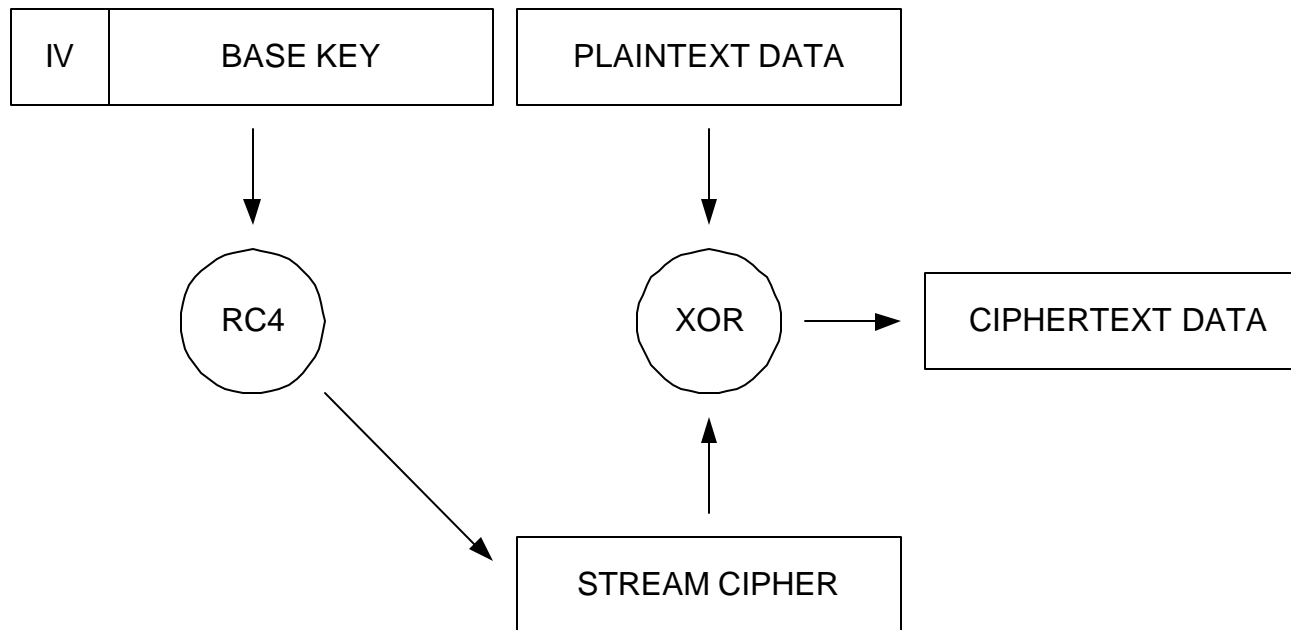 IV
BASE KEY
PLAINTEXT DATA
RC4
XOR
CIPHERTEXT DATA
STREAM CIPHER